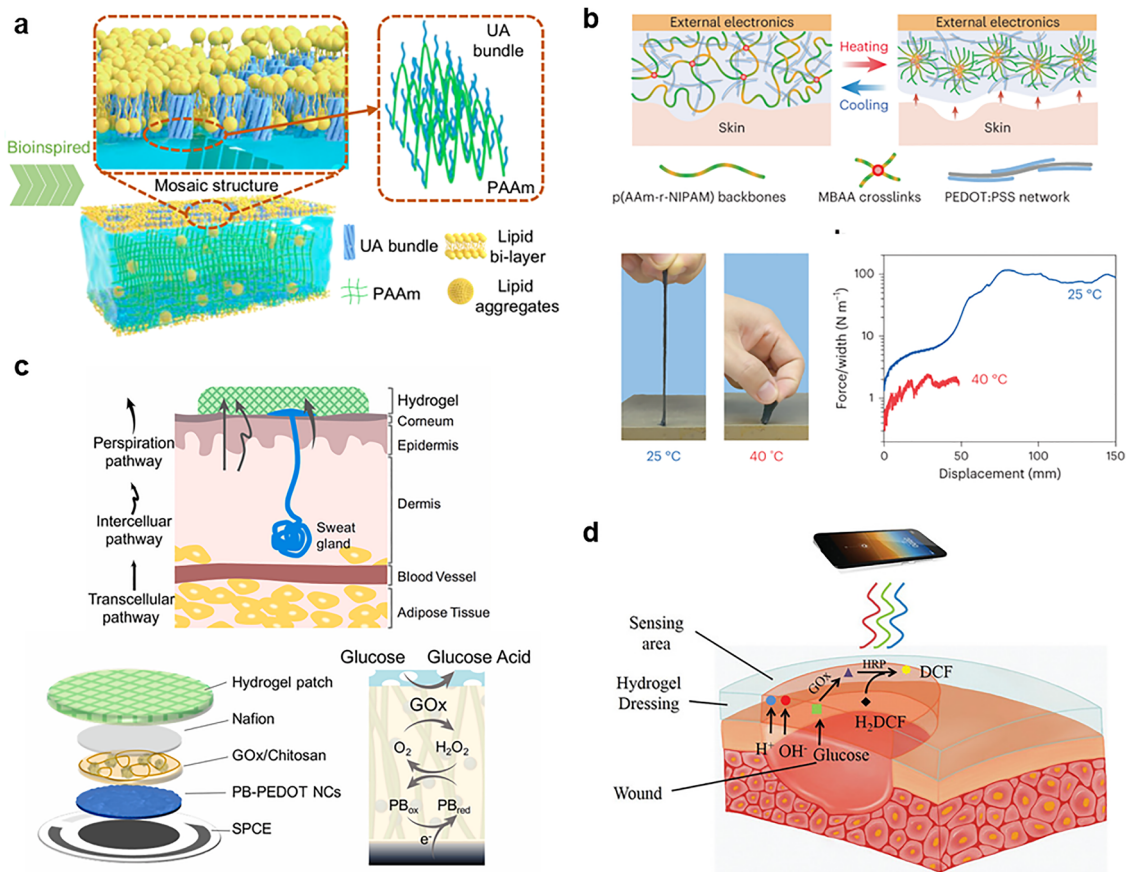 a
UA
bundle
Bioinspired
PAAm
Mosaic structure
UA bundle
Lipid
bi-layer
PAAm
Lipid
aggregates
b
External electronics
External electronics
Heating
Cooling
Skin
Skin
p(AAm-r-NIPAM) backbones
MBAA crosslinks
PEDOT:PSS network
25 °C
40 °C
Force/width (N m⁻¹)
100
10
1
25 °C
40 °C
0
50
100
150
Displacement (mm)
c
Hydrogel
Corneum
Epidermis
Perspiration
pathway
Dermis
Intercelluar
pathway
Sweat
gland
Blood Vessel
Transcellular
pathway
Adipose Tissue
Hydrogel patch
Nafion
GOx/Chitosan
PB-PEDOT NCs
SPCE
Glucose
Glucose Acid
GOx
O₂
H₂O₂
PBox
PBred
e⁻
d
Sensing
area
Hydrogel
Dressing
GOx
HRP
DCF
H₂DCF
H⁺
OH⁻
Glucose
Wound